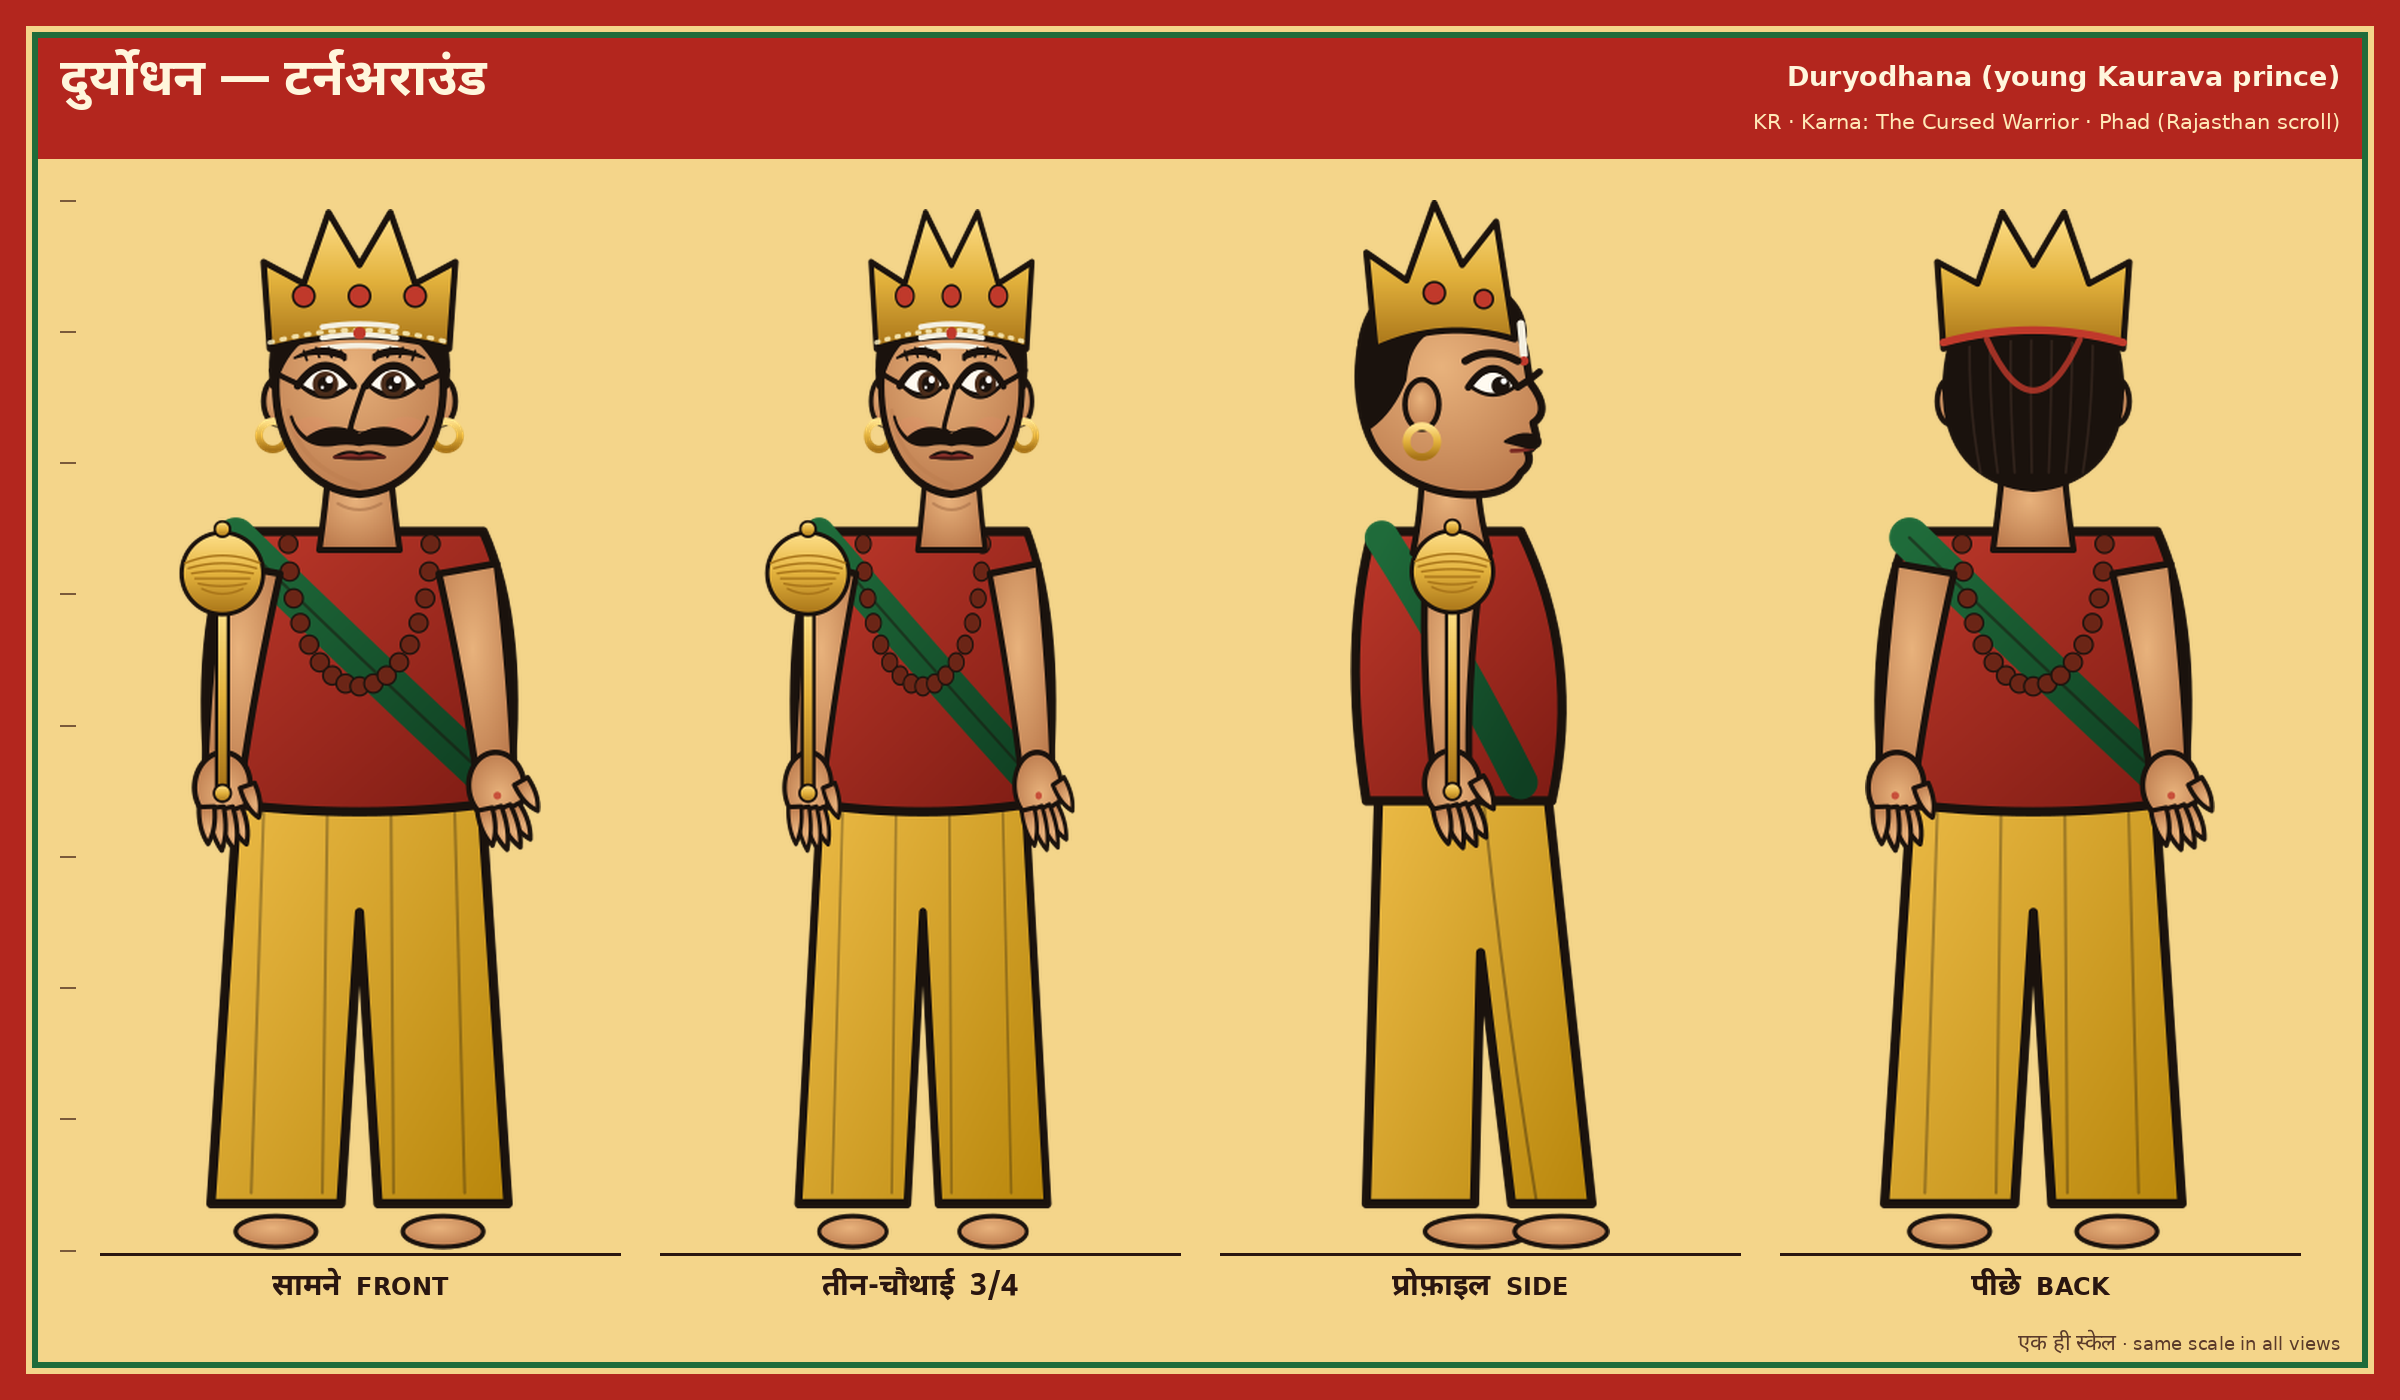 दुर्योधन — टर्नअराउंड
Duryodhana (young Kaurava prince)
KR · Karna: The Cursed Warrior · Phad (Rajasthan scroll)
सामने FRONT
तीन-चौथाई 3/4
प्रोफ़ाइल SIDE
पीछे BACK
एक ही स्केल · same scale in all views